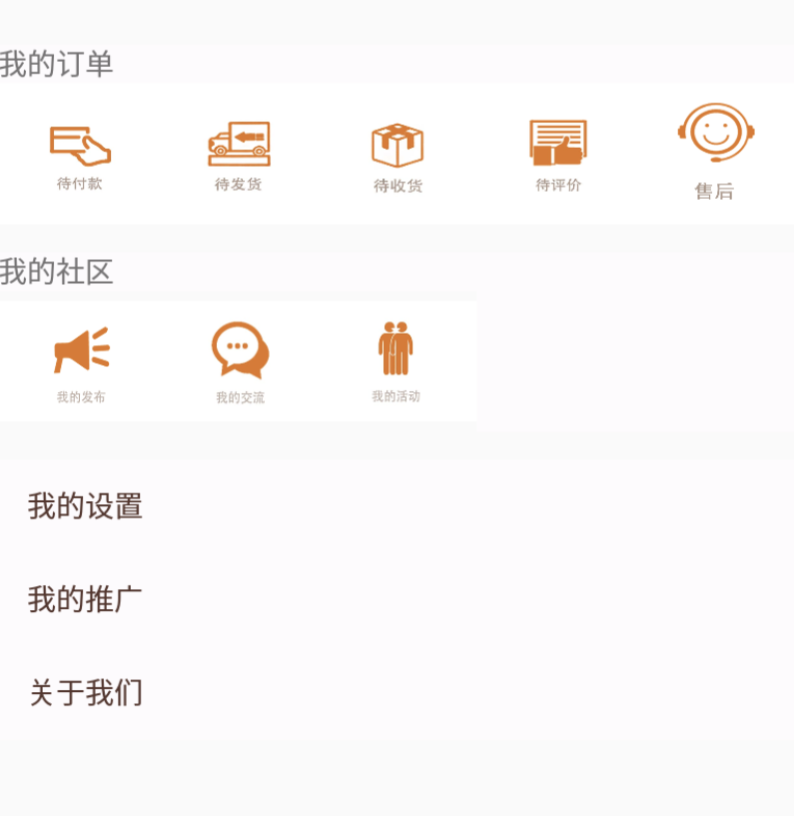 我的订单
待付款 待发货 待收货 待评价 售后
我的社区
我的发布 我的交流 我的活动
我的设置
我的推广
关于我们